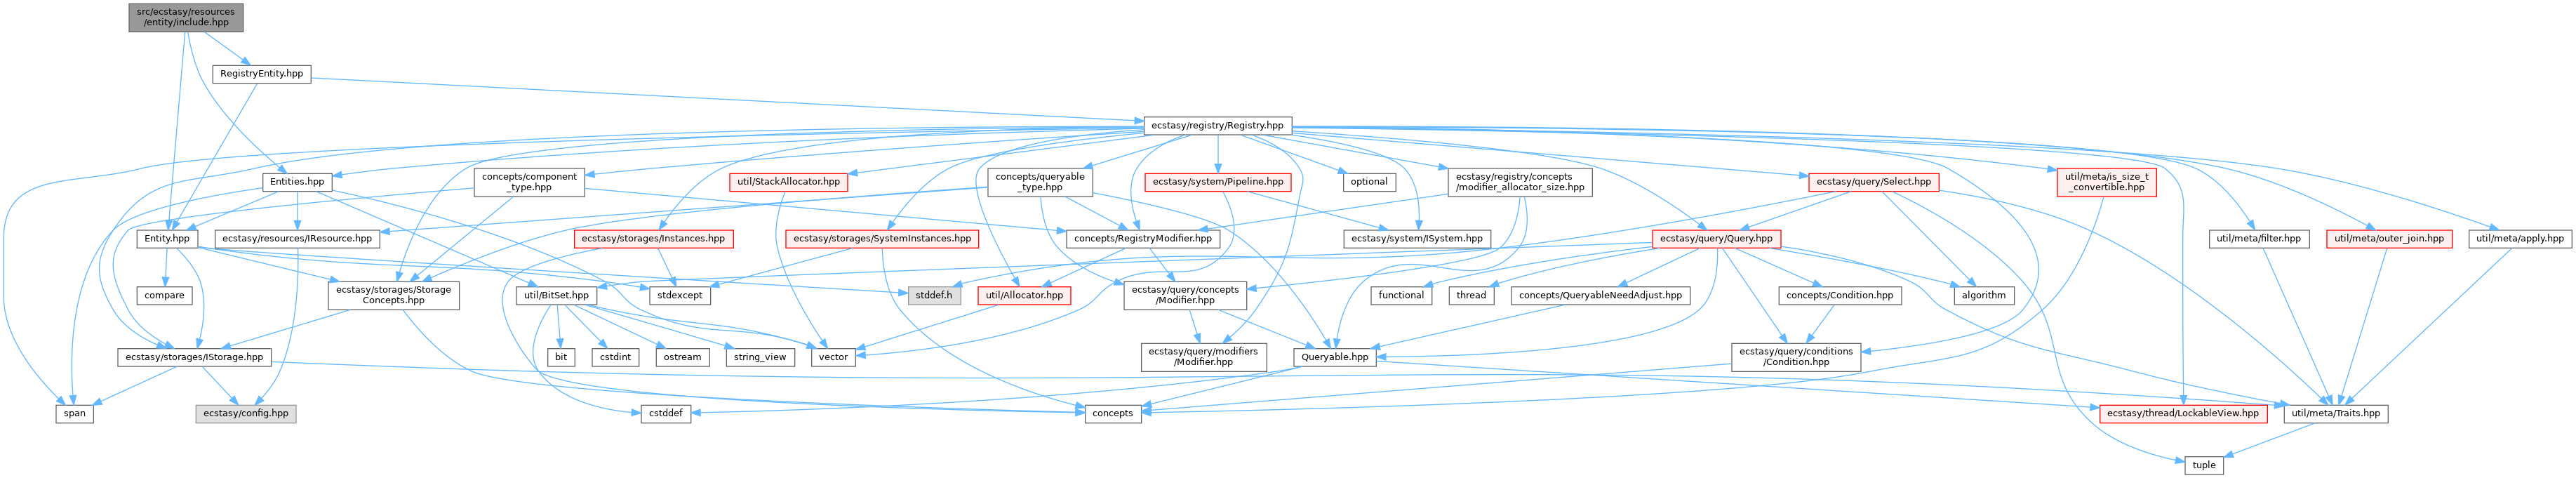 src/ecstasy/resources
/entity/include.hpp
RegistryEntity.hpp
ecstasy/registry/Registry.hpp
Entities.hpp
concepts/component
_type.hpp
util/StackAllocator.hpp
concepts/queryable
_type.hpp
ecstasy/system/Pipeline.hpp
optional
ecstasy/registry/concepts
/modifier_allocator_size.hpp
ecstasy/query/Select.hpp
util/meta/is_size_t
_convertible.hpp
Entity.hpp
ecstasy/resources/IResource.hpp
ecstasy/storages/Instances.hpp
ecstasy/storages/SystemInstances.hpp
concepts/RegistryModifier.hpp
ecstasy/system/ISystem.hpp
ecstasy/query/Query.hpp
util/meta/filter.hpp
util/meta/outer_join.hpp
util/meta/apply.hpp
compare
ecstasy/storages/Storage
Concepts.hpp
util/BitSet.hpp
stdexcept
stddef.h
util/Allocator.hpp
ecstasy/query/concepts
/Modifier.hpp
functional
thread
concepts/QueryableNeedAdjust.hpp
concepts/Condition.hpp
algorithm
ecstasy/storages/IStorage.hpp
bit
cstdint
ostream
string_view
vector
ecstasy/query/modifiers
/Modifier.hpp
Queryable.hpp
ecstasy/query/conditions
/Condition.hpp
span
ecstasy/config.hpp
cstddef
concepts
ecstasy/thread/LockableView.hpp
util/meta/Traits.hpp
tuple